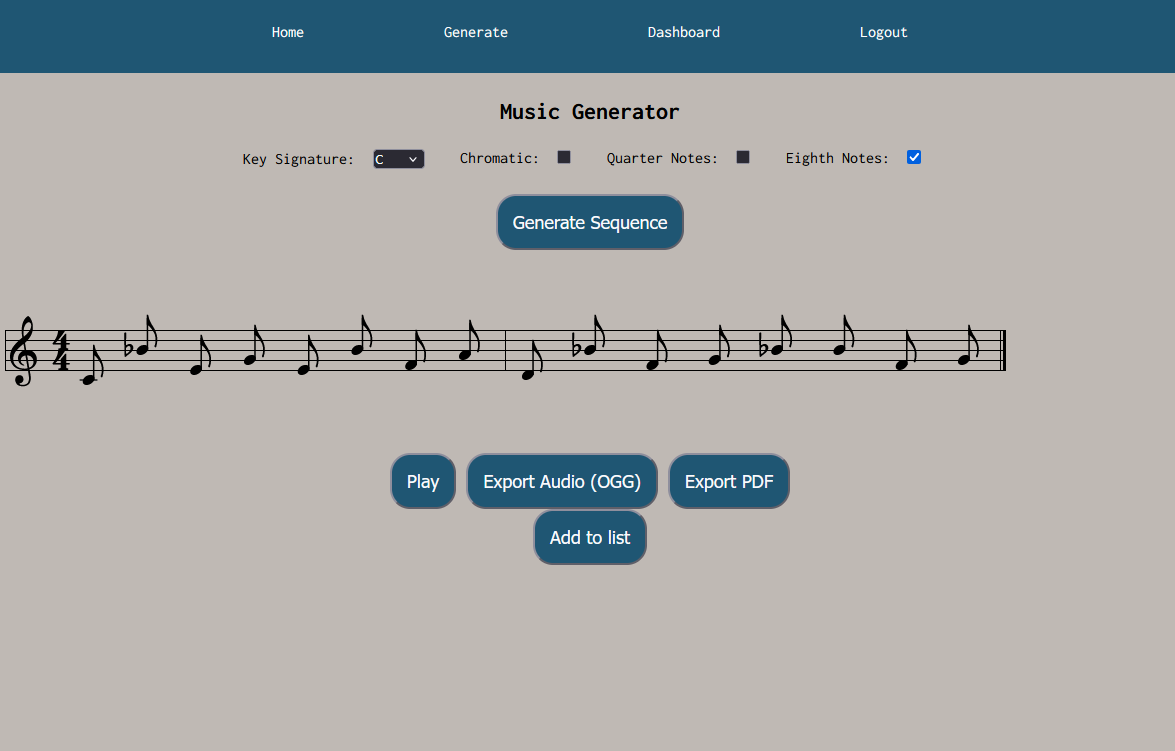 Home Generate Dashboard Logout
Music Generator
Key Signature: C Chromatic: Quarter Notes: Eighth Notes:
Generate Sequence
4
4
Play Export Audio (OGG) Export PDF
Add to list